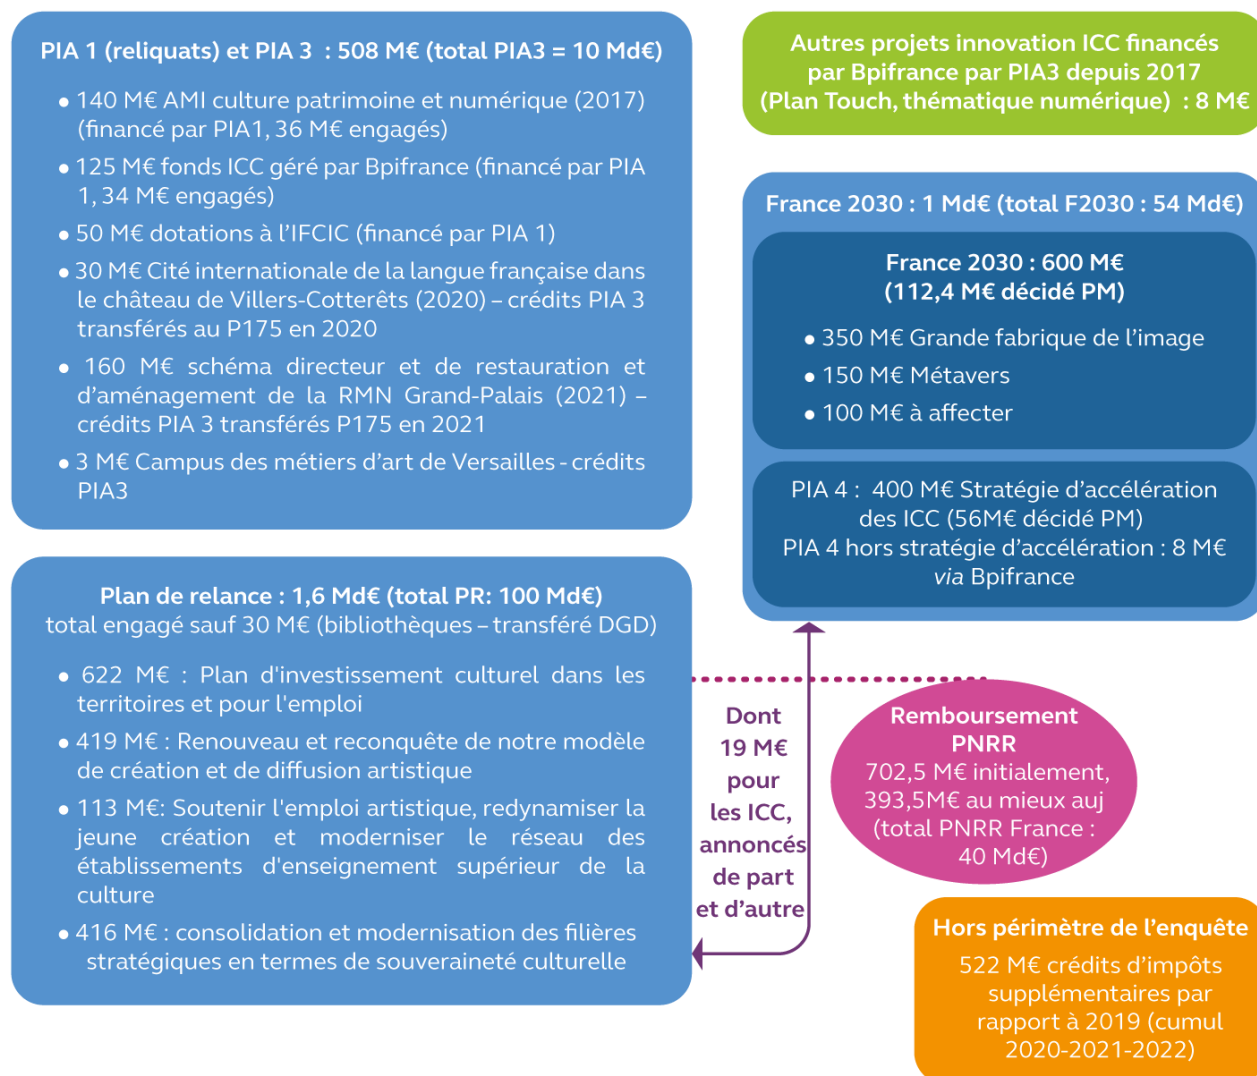 PIA 1 (reliquats) et PIA 3 : 508 M€ (total PIA3 = 10 Md€)
• 140 M€ AMI culture patrimoine et numérique (2017)
(financé par PIA1, 36 M€ engagés)
• 125 M€ fonds ICC géré par Bpifrance (financé par PIA
1, 34 M€ engagés)
• 50 M€ dotations à l’IFCIC (financé par PIA 1)
• 30 M€ Cité internationale de la langue française dans
le château de Villers-Cotterêts (2020) – crédits PIA 3
transférés au P175 en 2020
• 160 M€ schéma directeur et de restauration et
d’aménagement de la RMN Grand-Palais (2021) –
crédits PIA 3 transférés P175 en 2021
• 3 M€ Campus des métiers d’art de Versailles - crédits
PIA3
Autres projets innovation ICC financés
par Bpifrance par PIA3 depuis 2017
(Plan Touch, thématique numérique) : 8 M€
France 2030 : 1 Md€ (total F2030 : 54 Md€)
France 2030 : 600 M€
(112,4 M€ décidé PM)
• 350 M€ Grande fabrique de l’image
• 150 M€ Métavers
• 100 M€ à affecter
PIA 4 : 400 M€ Stratégie d’accélération
des ICC (56M€ décidé PM)
PIA 4 hors stratégie d’accélération : 8 M€
via Bpifrance
Plan de relance : 1,6 Md€ (total PR: 100 Md€)
total engagé sauf 30 M€ (bibliothèques – transféré DGD)
• 622 M€ : Plan d'investissement culturel dans les
territoires et pour l'emploi
• 419 M€ : Renouveau et reconquête de notre modèle
de création et de diffusion artistique
• 113 M€: Soutenir l'emploi artistique, redynamiser la
jeune création et moderniser le réseau des
établissements d'enseignement supérieur de la
culture
• 416 M€ : consolidation et modernisation des filières
stratégiques en termes de souveraineté culturelle
Dont
19 M€
pour
les ICC,
annoncés
de part
et d’autre
Remboursement
PNRR
702,5 M€ initialement,
393,5M€ au mieux auj
(total PNRR France :
40 Md€)
Hors périmètre de l’enquête
522 M€ crédits d’impôts
supplémentaires par
rapport à 2019 (cumul
2020-2021-2022)